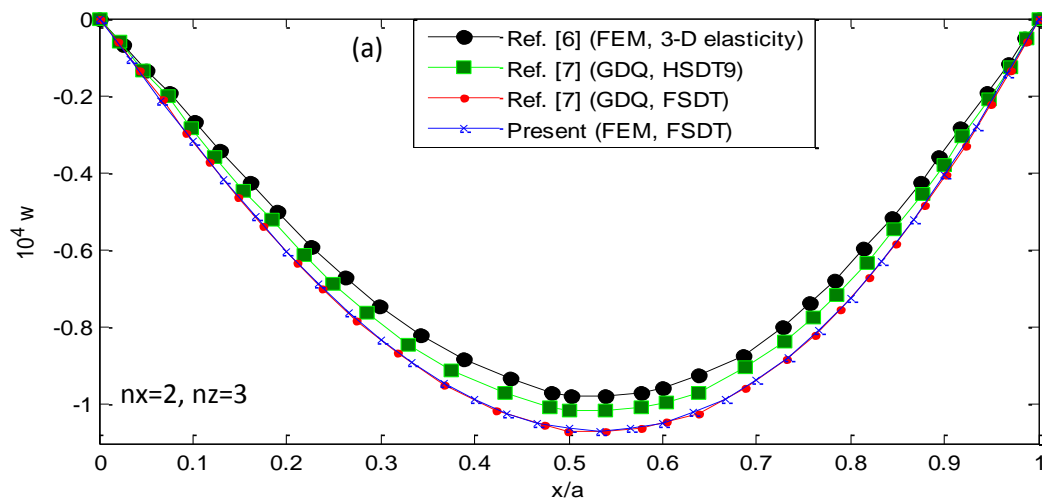 (a)
Ref. [6] (FEM, 3-D elasticity)
Ref. [7] (GDQ, HSDT9)
Ref. [7] (GDQ, FSDT)
Present (FEM, FSDT)
0
-0.2
-0.4
-0.6
-0.8
-1
10⁴ w
nx=2, nz=3
0 0.1 0.2 0.3 0.4 0.5 0.6 0.7 0.8 0.9 1
x/a